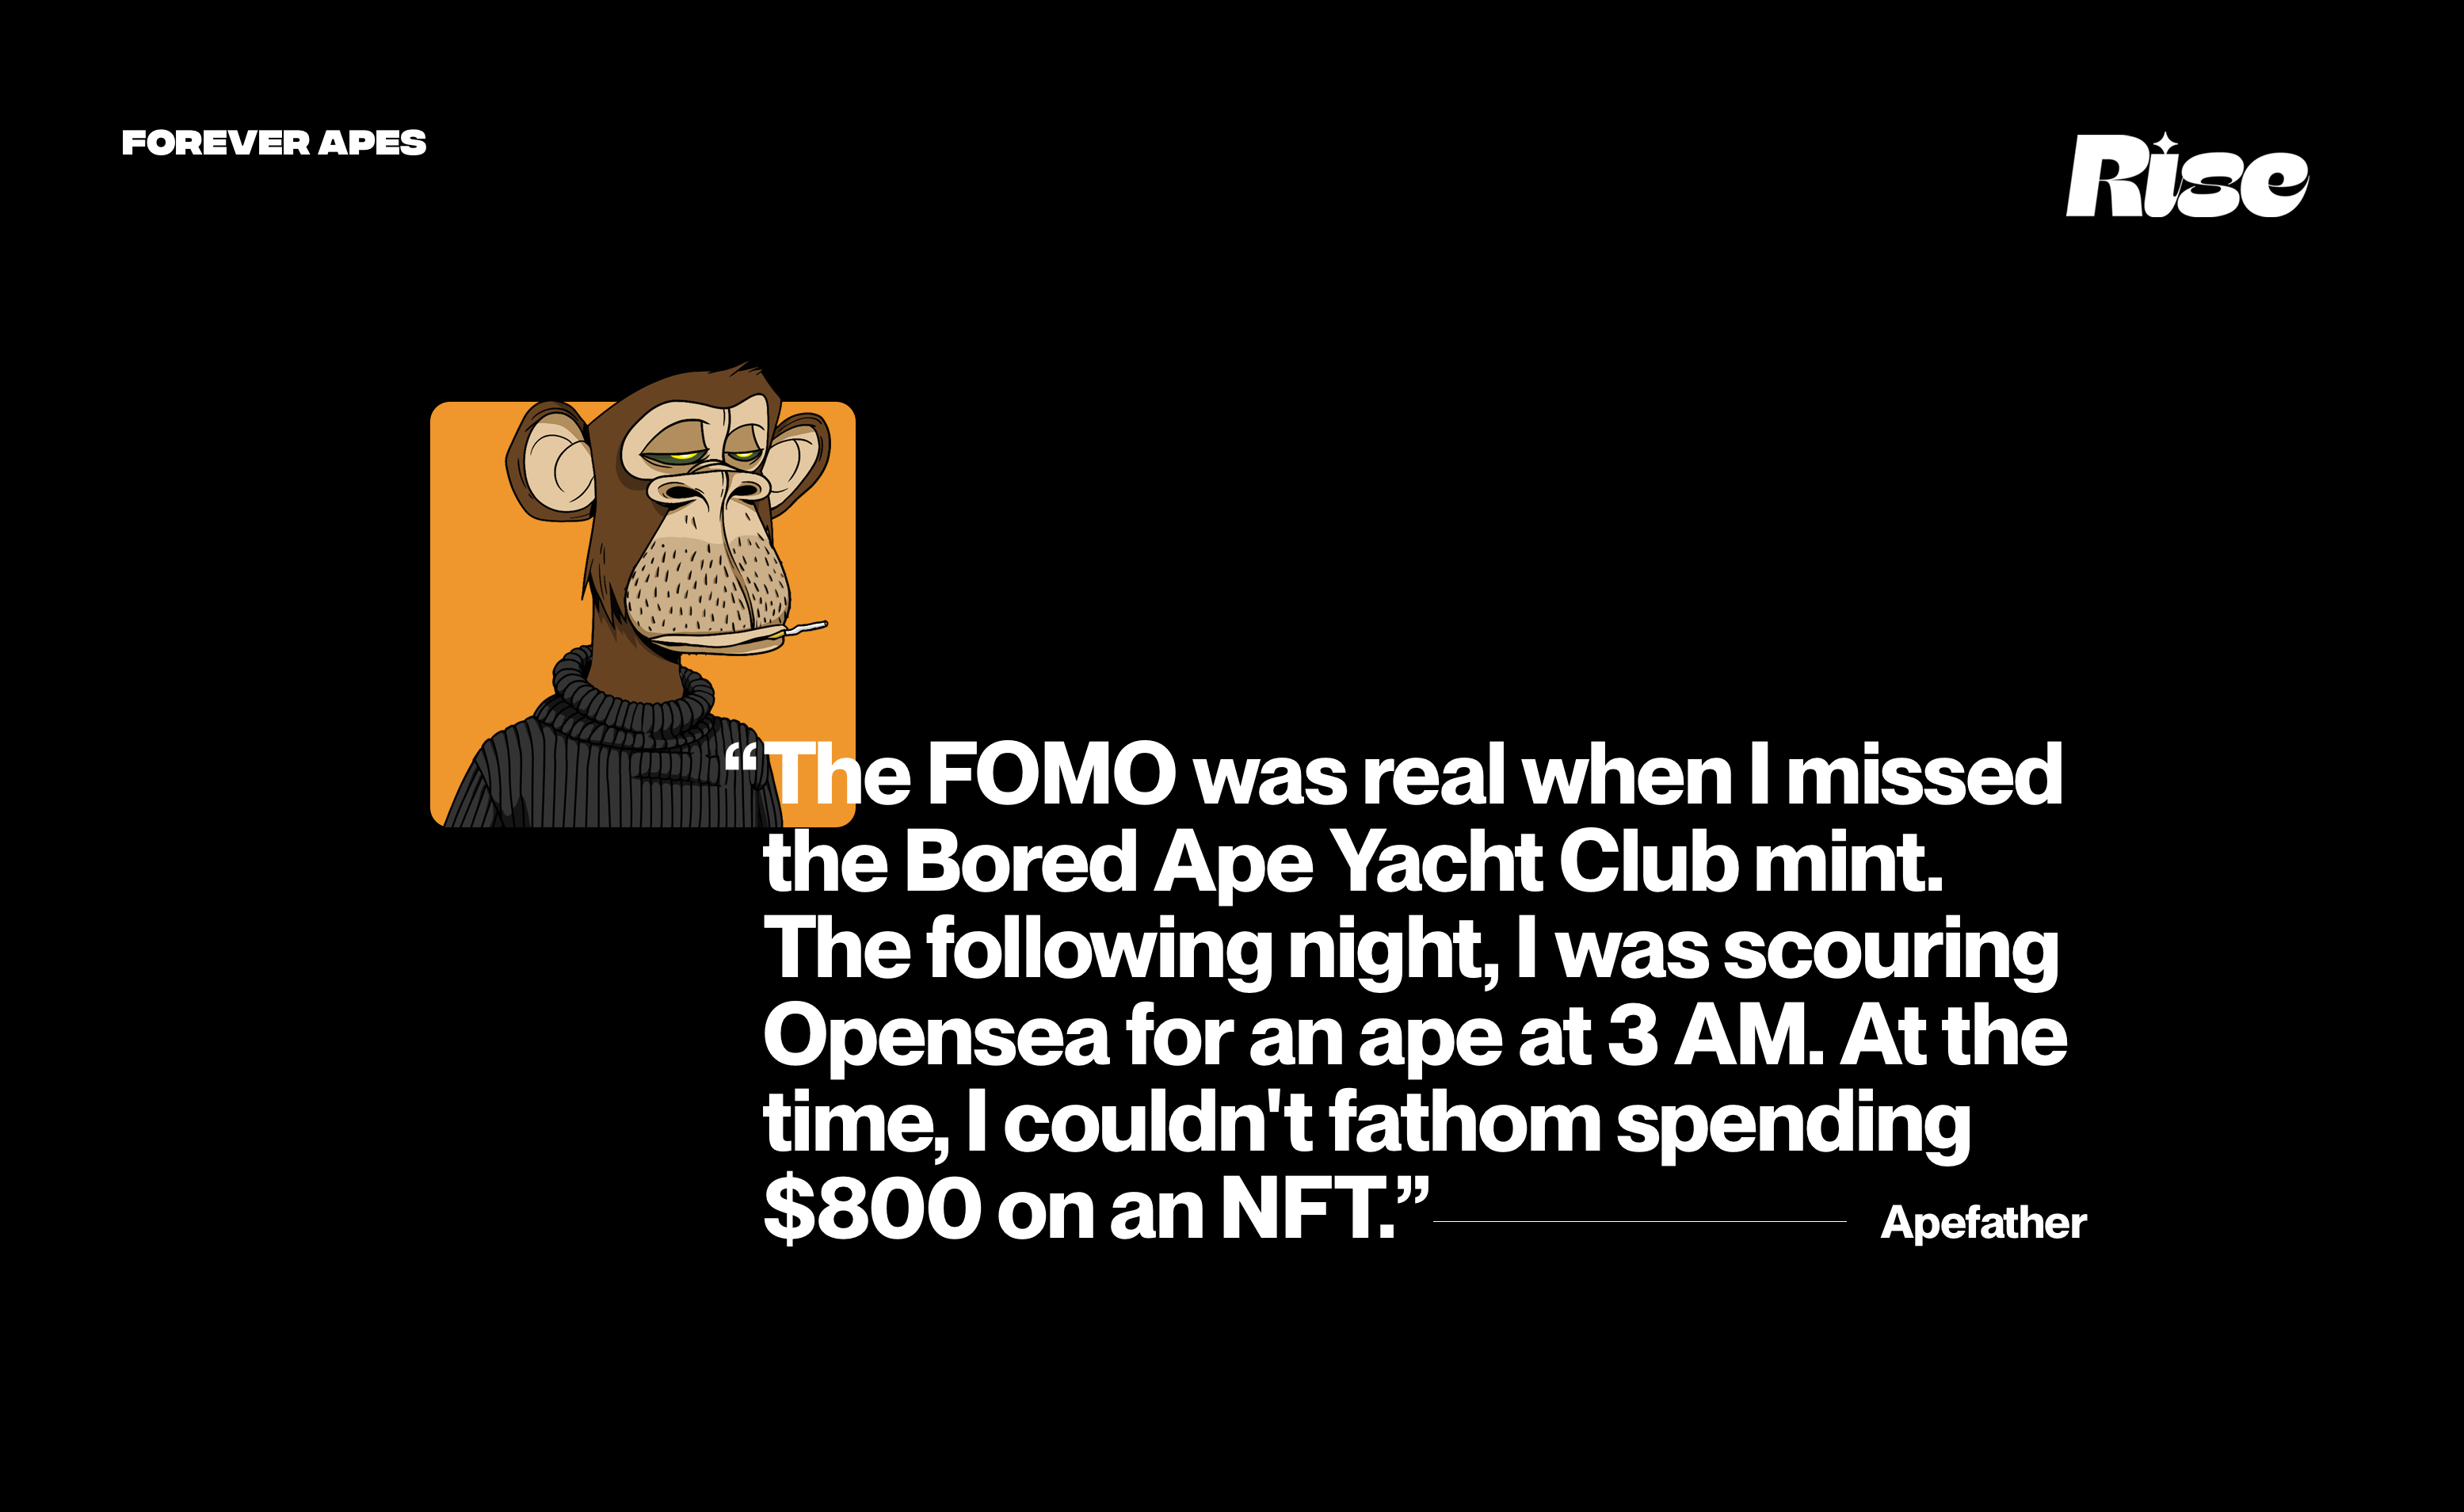 FOREVER APES
Rise
“The FOMO was real when I missed
the Bored Ape Yacht Club mint.
The following night, I was scouring
Opensea for an ape at 3 AM. At the
time, I couldn't fathom spending
$800 on an NFT.”
Apefather